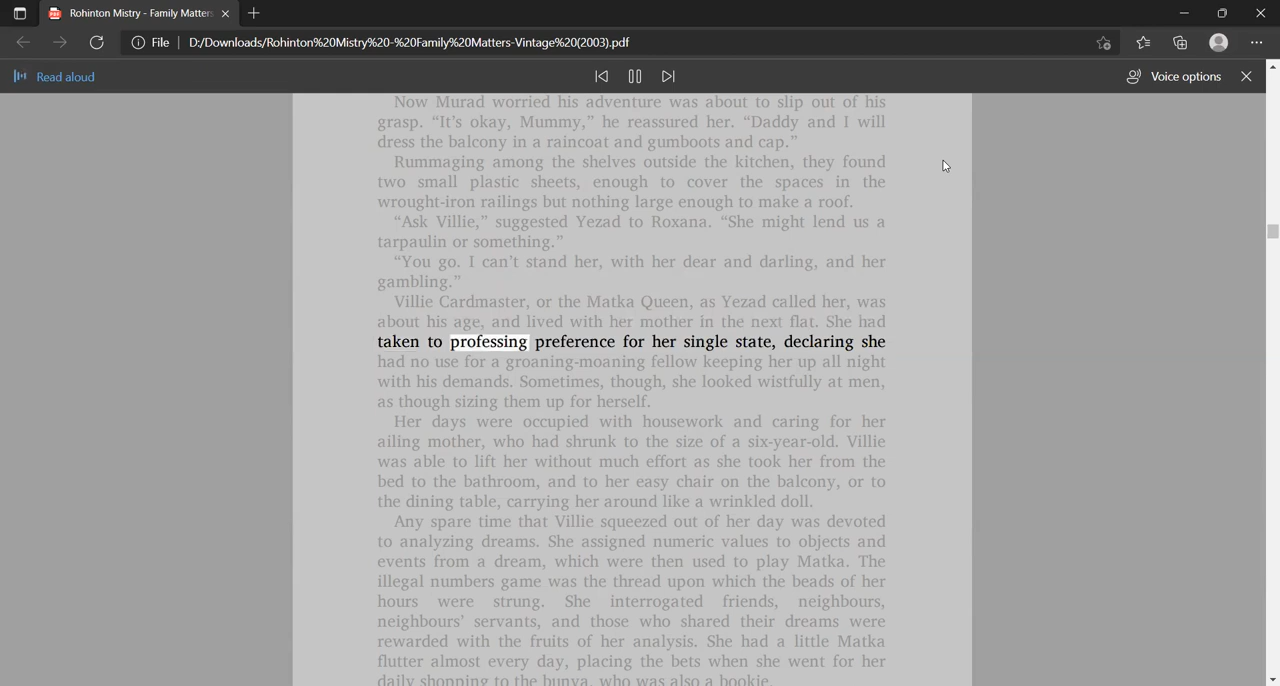 Rohinton Mistry - Family Matters
File
D:/Downloads/Rohinton%20Mistry%20-%20Family%20Matters-Vintage%20(2003).pdf
Read aloud
Voice options
Now Murad worried his adventure was about to slip out of his
grasp. “It’s okay, Mummy,” he reassured her. “Daddy and I will
dress the balcony in a raincoat and gumboots and cap.”
Rummaging among the shelves outside the kitchen, they found
two small plastic sheets, enough to cover the spaces in the
wrought-iron railings but nothing large enough to make a roof.
“Ask Villie,” suggested Yezad to Roxana. “She might lend us a
tarpaulin or something.”
“You go. I can’t stand her, with her dear and darling, and her
gambling.”
Villie Cardmaster, or the Matka Queen, as Yezad called her, was
about his age, and lived with her mother in the next flat. She had
taken to professing preference for her single state, declaring she
had no use for a groaning-moaning fellow keeping her up all night
with his demands. Sometimes, though, she looked wistfully at men,
as though sizing them up for herself.
Her days were occupied with housework and caring for her
ailing mother, who had shrunk to the size of a six-year-old. Villie
was able to lift her without much effort as she took her from the
bed to the bathroom, and to her easy chair on the balcony, or to
the dining table, carrying her around like a wrinkled doll.
Any spare time that Villie squeezed out of her day was devoted
to analyzing dreams. She assigned numeric values to objects and
events from a dream, which were then used to play Matka. The
illegal numbers game was the thread upon which the beads of her
hours were strung. She interrogated friends, neighbours,
neighbours’ servants, and those who shared their dreams were
rewarded with the fruits of her analysis. She had a little Matka
flutter almost every day, placing the bets when she went for her
daily shopping to the bunya, who was also a bookie.